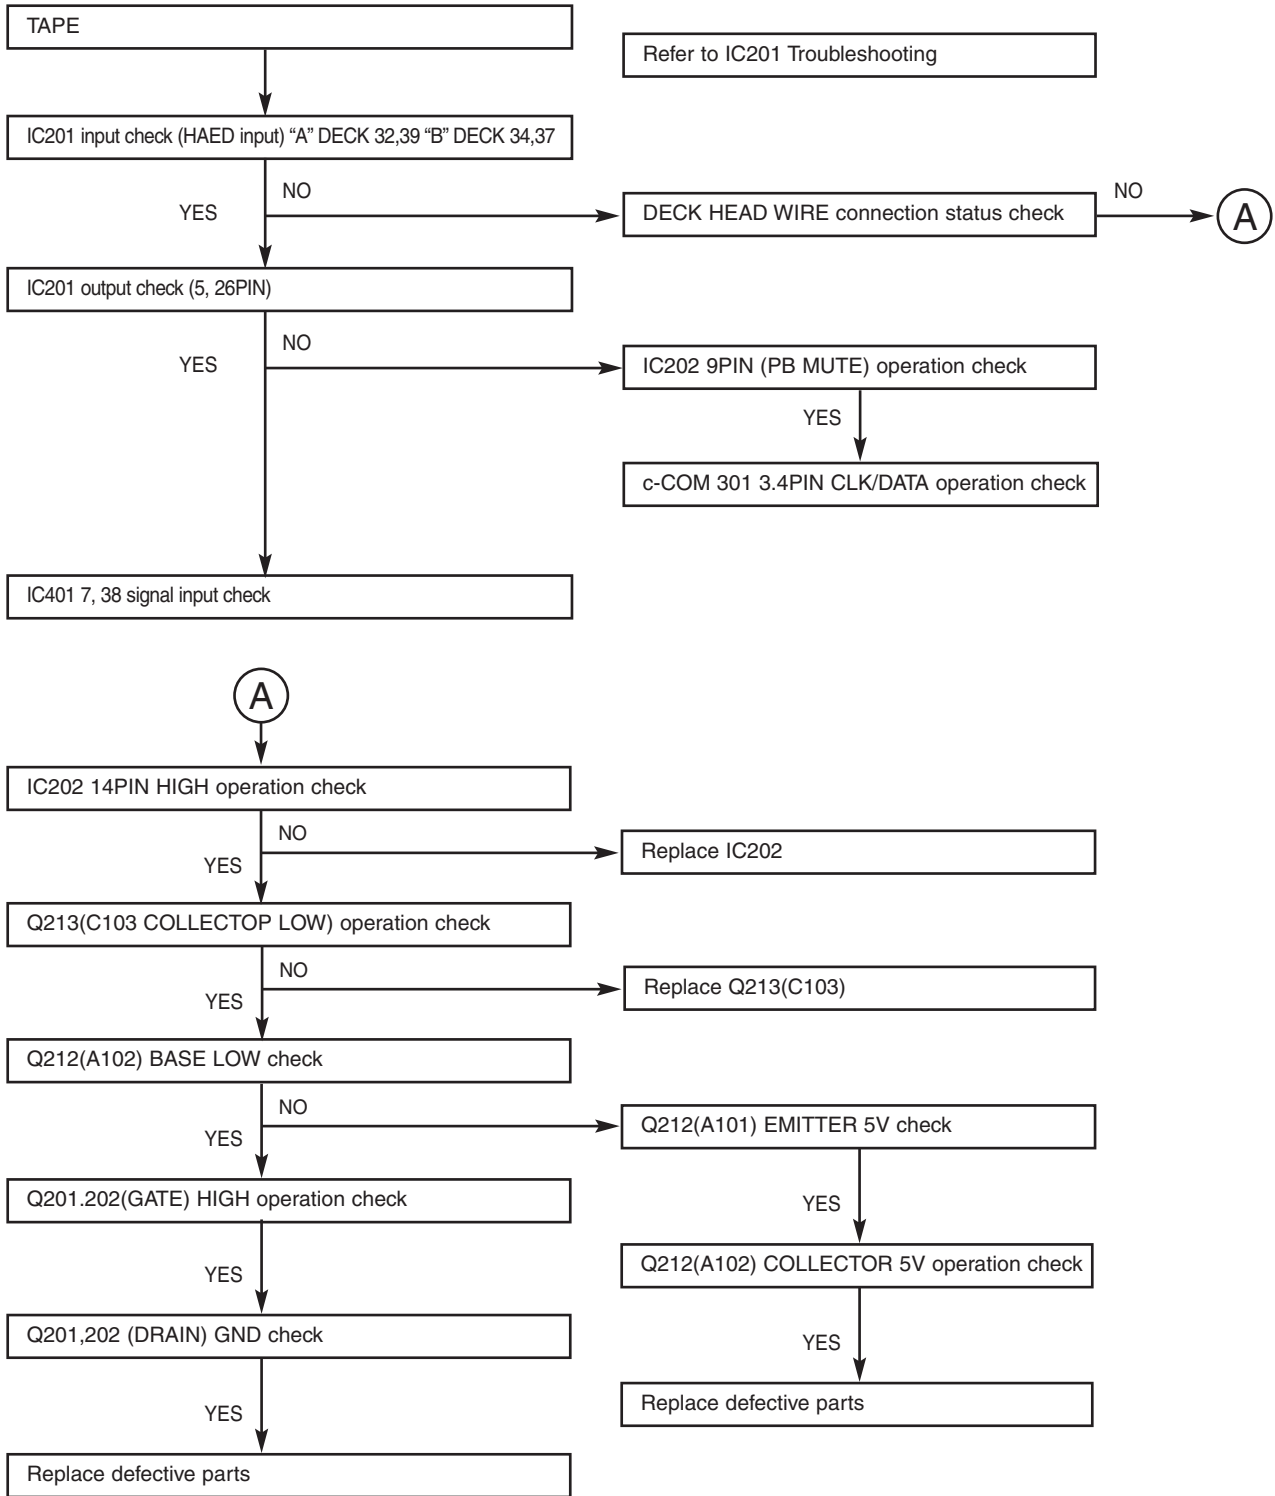 TAPE
Refer to IC201 Troubleshooting
IC201 input check (HAED input) “A” DECK 32,39 “B” DECK 34,37
NO
YES
DECK HEAD WIRE connection status check
NO
A
IC201 output check (5, 26PIN)
NO
YES
IC202 9PIN (PB MUTE) operation check
YES
c-COM 301 3.4PIN CLK/DATA operation check
IC401 7, 38 signal input check
A
IC202 14PIN HIGH operation check
NO
YES
Replace IC202
Q213(C103 COLLECTOP LOW) operation check
NO
YES
Replace Q213(C103)
Q212(A102) BASE LOW check
NO
YES
Q212(A101) EMITTER 5V check
Q201.202(GATE) HIGH operation check
YES
YES
Q212(A102) COLLECTOR 5V operation check
Q201,202 (DRAIN) GND check
YES
YES
Replace defective parts
Replace defective parts